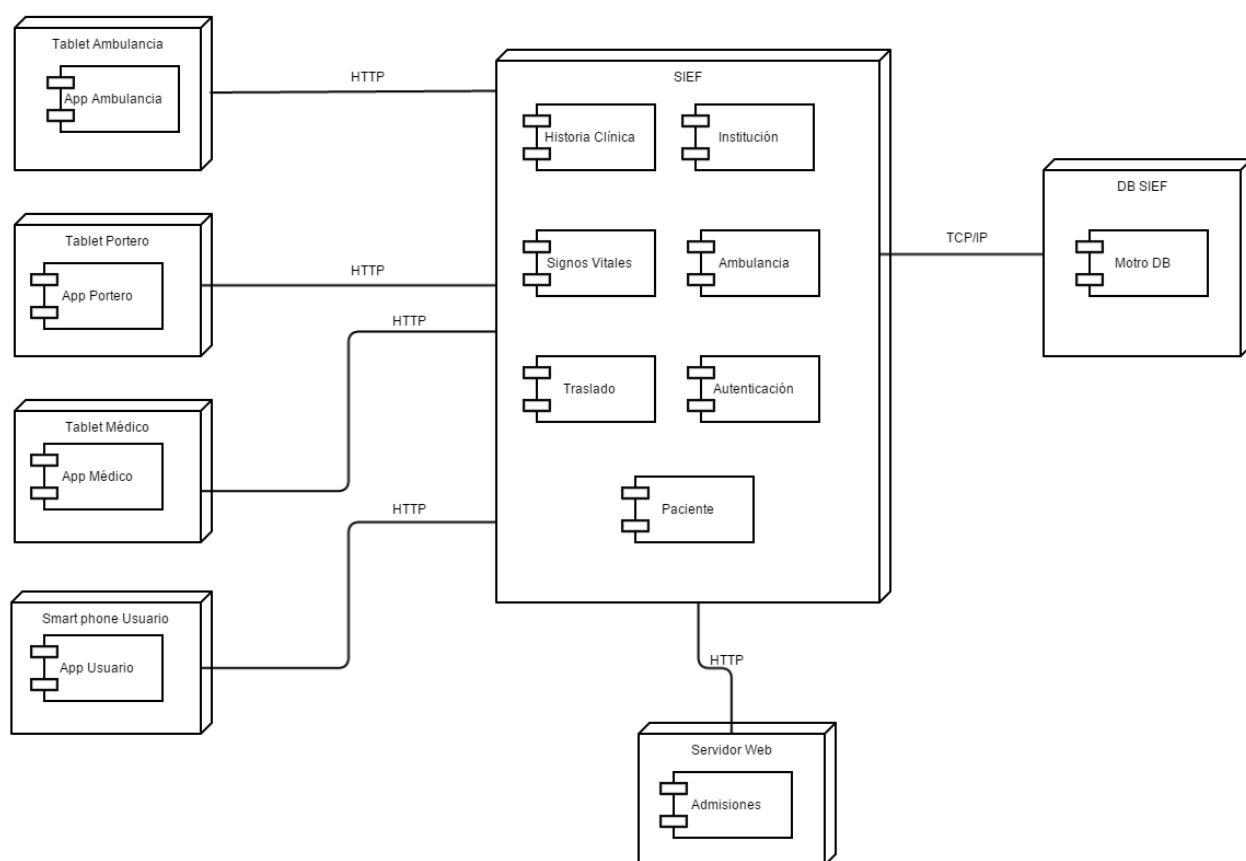 Tablet Ambulancia
App Ambulancia
HTTP
SIEF
Historia Clínica
Institución
DB SIEF
Tablet Portero
App Portero
HTTP
Signos Vitales
Ambulancia
TCP/IP
Motro DB
HTTP
Traslado
Autenticación
Tablet Médico
App Médico
HTTP
Paciente
Smart phone Usuario
App Usuario
HTTP
Servidor Web
Admisiones